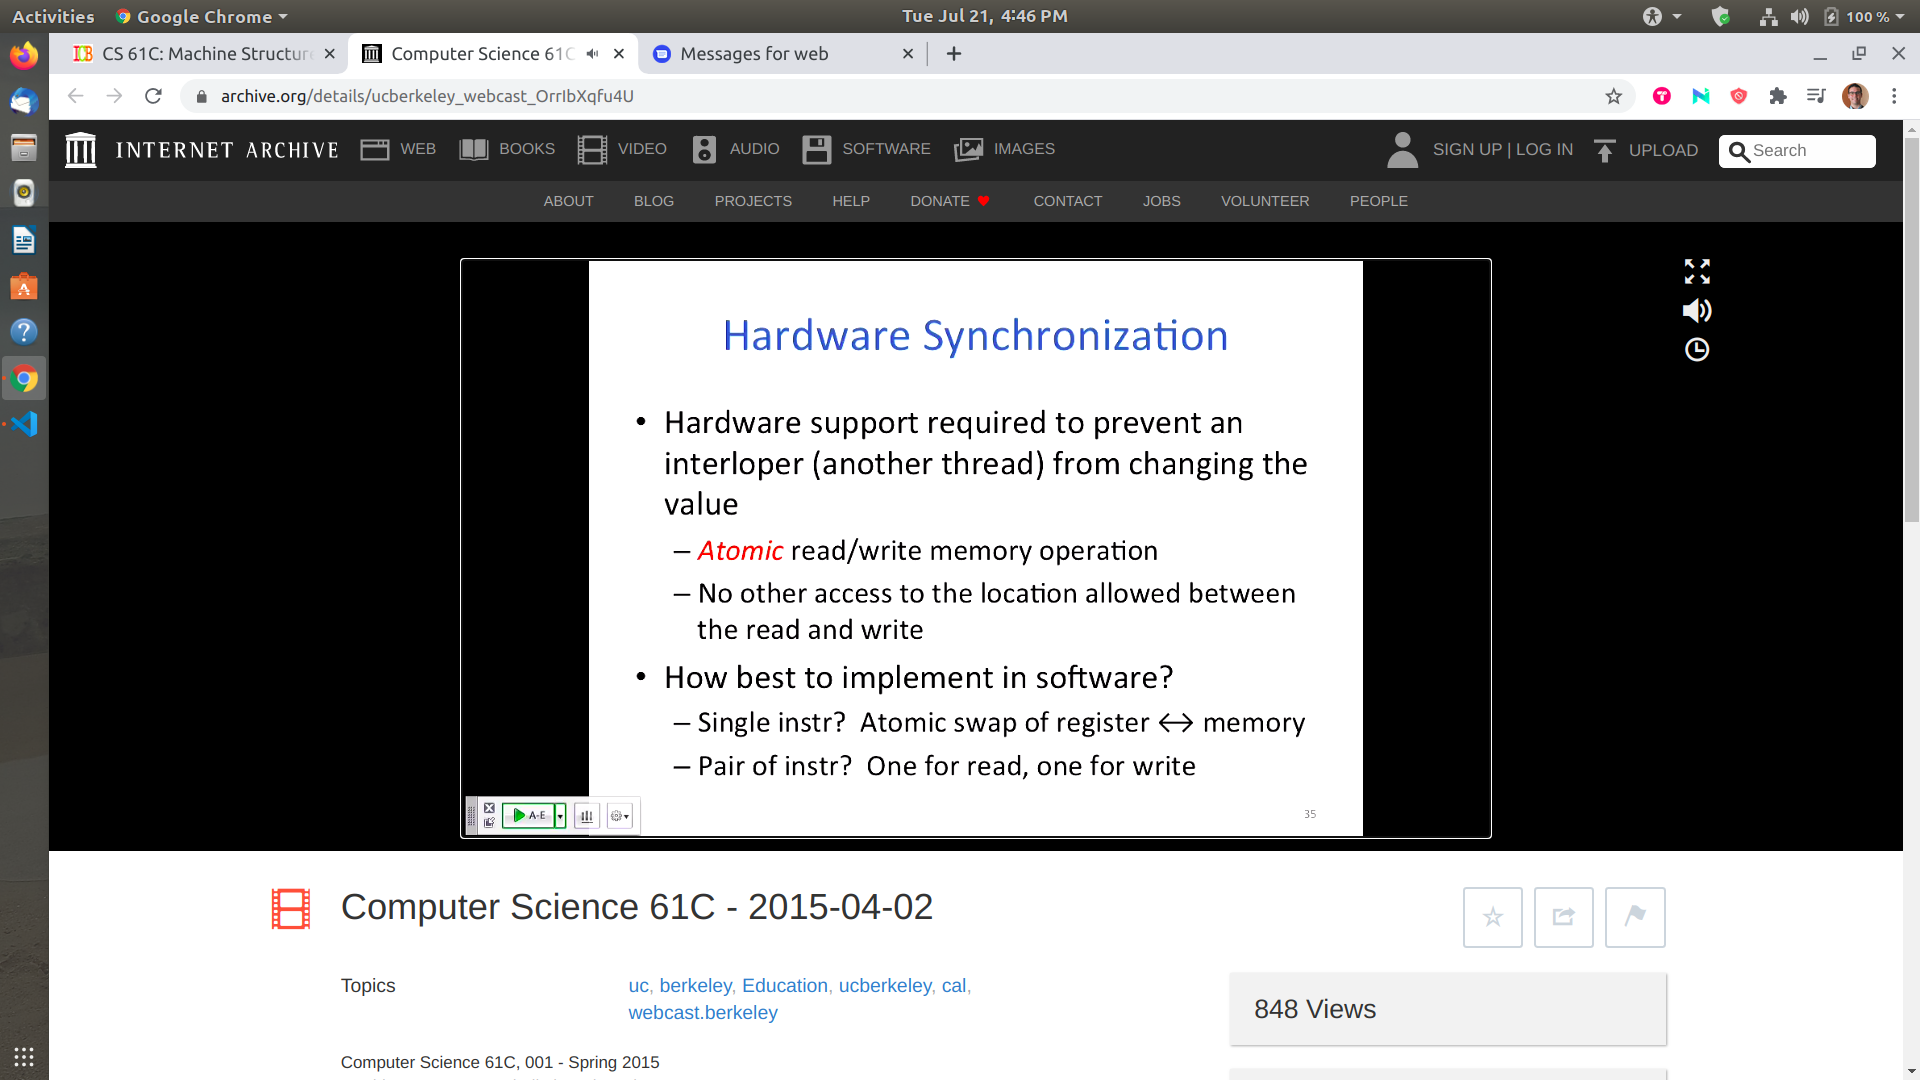 Activities
Google Chrome
Tue Jul 21, 4:46 PM
100 %
CS 61C: Machine Structure
Computer Science 61C
Messages for web
archive.org/details/ucberkeley_webcast_OrrIbXqfu4U
INTERNET ARCHIVE
WEB
BOOKS
VIDEO
AUDIO
SOFTWARE
IMAGES
SIGN UP | LOG IN
UPLOAD
Search
ABOUT
BLOG
PROJECTS
HELP
DONATE
CONTACT
JOBS
VOLUNTEER
PEOPLE
Hardware Synchronization
• Hardware support required to prevent an
interloper (another thread) from changing the
value
– Atomic read/write memory operation
– No other access to the location allowed between
the read and write
• How best to implement in software?
– Single instr? Atomic swap of register ↔ memory
– Pair of instr? One for read, one for write
A-E
35
Computer Science 61C - 2015-04-02
Topics
uc, berkeley, Education, ucberkeley, cal,
webcast.berkeley
848 Views
Computer Science 61C, 001 - Spring 2015